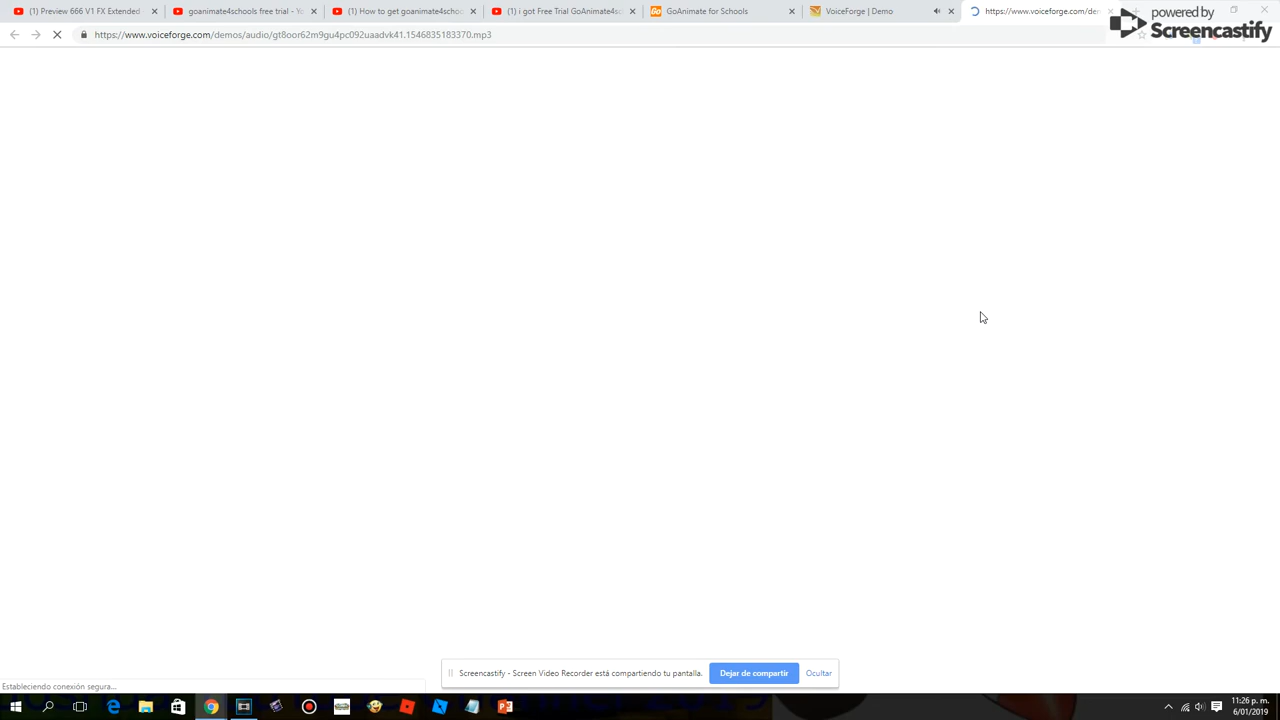 (1) Preview 666 V1 FX Extended
goanimate4schools free trial - Yo
(1) How to get goanimate4scho
(1) i got Free Trial GoAnimate4sc
GoAnimate for Schools
VoiceForge | Demo
https://www.voiceforge.com/der
powered by
Screencastify
https://www.voiceforge.com/demos/audio/gt8oor62m9gu4pc092uaadvk41.1546835183370.mp3
Screencastify - Screen Video Recorder está compartiendo tu pantalla.
Dejar de compartir
Ocultar
Estableciendo conexión segura...
11:26 p. m.
6/01/2019